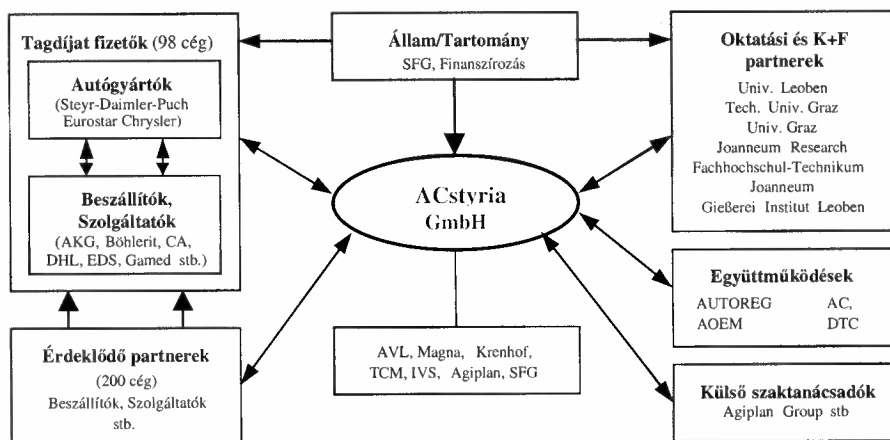 Tagdíjat fizetők (98 cég)
Autógyártók
(Steyr-Daimler-Puch
Eurostar Chrysler)
Beszállítók,
Szolgáltatók
(AKG, Böhlerit, CA,
DHL, EDS, Gamed stb.)
Érdeklődő partnerek
(200 cég)
Beszállítók, Szolgáltatók
stb.
Állam/Tartomány
SFG, Finanszírozás
ACstyria
GmbH
AVL, Magna, Krenhof,
TCM, IVS, Agiplan, SFG
Oktatási és K+F
partnerek
Univ. Leoben
Tech. Univ. Graz
Univ. Graz
Joanneum Research
Fachhochschul-Technikum
Joanneum
Gießerei Institut Leoben
Együttműködések
AUTOREG AC,
AOEM DTC
Külső szaktanácsadók
Agiplan Group stb